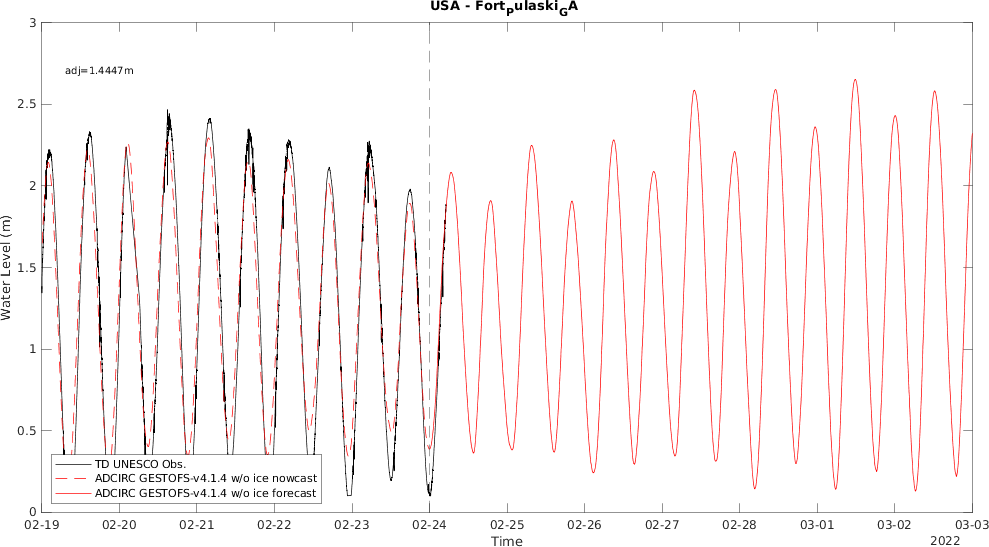 USA - Fort_Pulaski_GA
adj=1.4447m
Water Level (m)
3
2.5
2
1.5
1
0.5
0
TD UNESCO Obs.
ADCIRC GESTOFS-v4.1.4 w/o ice nowcast
ADCIRC GESTOFS-v4.1.4 w/o ice forecast
02-19 02-20 02-21 02-22 02-23 02-24 02-25 02-26 02-27 02-28 03-01 03-02 03-03
Time
2022